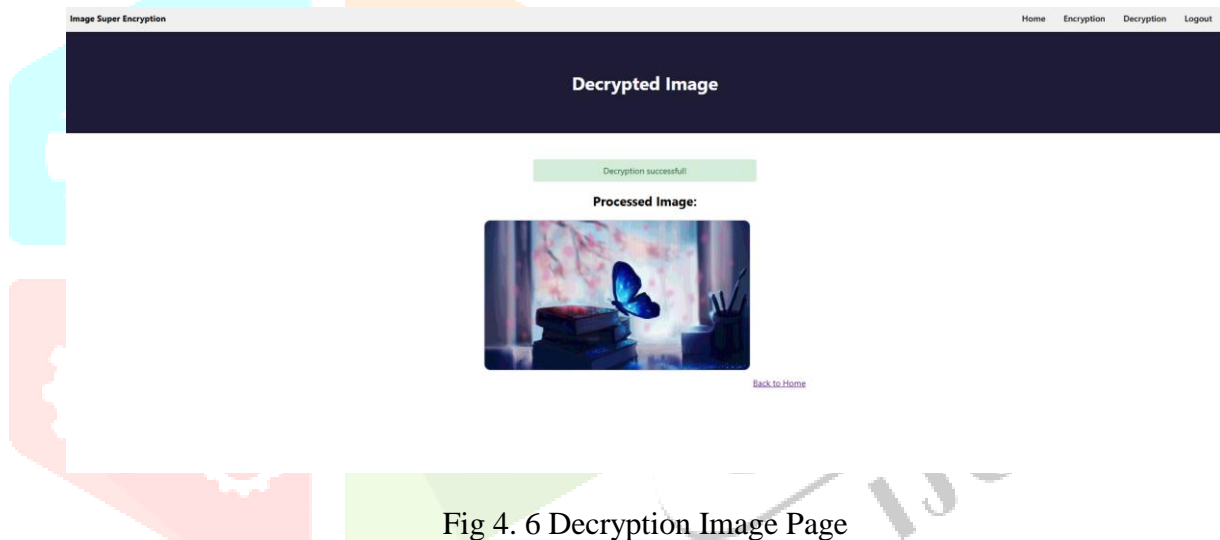 Image Super Encryption Home Encryption Decryption Logout
Decrypted Image
Decryption successful!
Processed Image:
Back to Home
Fig 4. 6 Decryption Image Page